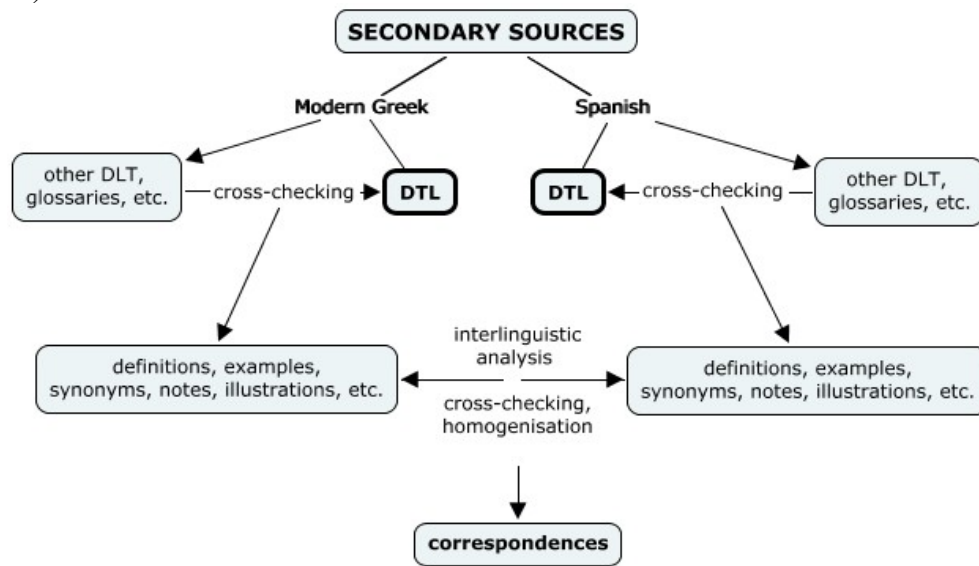 )
SECONDARY SOURCES
Modern Greek
Spanish
other DLT,
glossaries, etc.
cross-checking
DTL
DTL
cross-checking
other DLT,
glossaries, etc.
interlinguistic
analysis
definitions, examples,
synonyms, notes, illustrations, etc.
definitions, examples,
synonyms, notes, illustrations, etc.
cross-checking,
homogenisation
correspondences